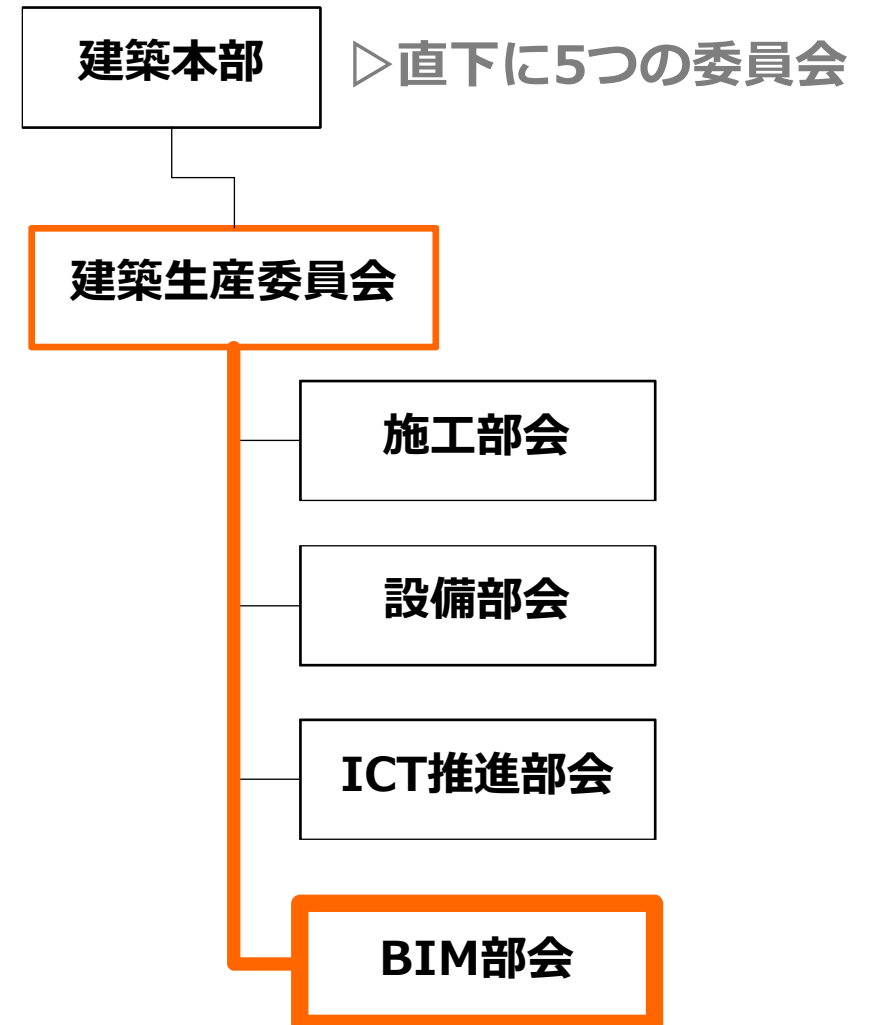 建築本部
▷直下に5つの委員会
建築生産委員会
施工部会
設備部会
ICT推進部会
BIM部会